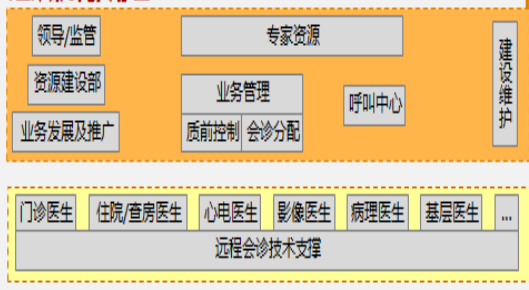 领导/监管
专家资源
建设维护
资源建设部
业务管理
呼叫中心
业务发展及推广
质前控制
会诊分配
门诊医生
住院/查房医生
心电医生
影像医生
病理医生
基层医生
...
远程会诊技术支撑